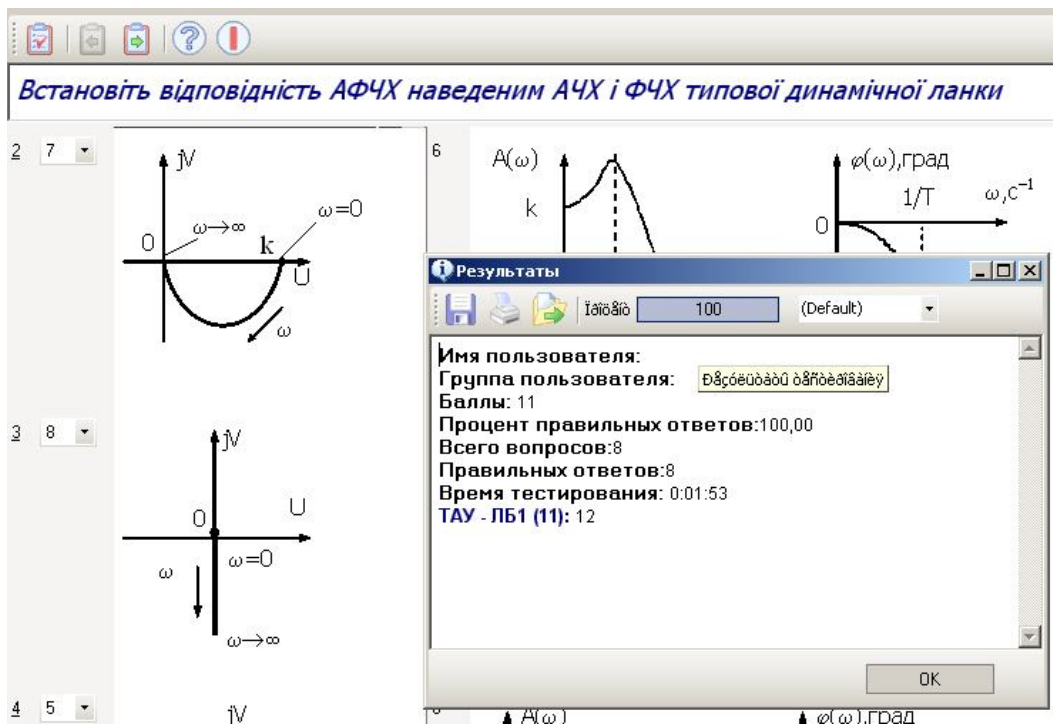 Встановіть відповідність АФЧХ наведеним АЧХ і ФЧХ типової динамічної ланки
2 7
jV
ω→∞
ω=0
0
k
U
ω
6
A(ω)
k
φ(ω),град
1/T
ω,с⁻¹
0
Результаты
Ïðîöåíò
100
(Default)
Имя пользователя:
Группа пользователя:
Ðåçóëüòàòû òåñòèðîâàíèÿ
Баллы: 11
Процент правильных ответов:100,00
Всего вопросов:8
Правильных ответов:8
Время тестирования: 0:01:53
ТАУ - ЛБ1 (11): 12
OK
3 8
jV
0
U
ω=0
ω
ω→∞
4 5
jV
A(ω)
φ(ω),град